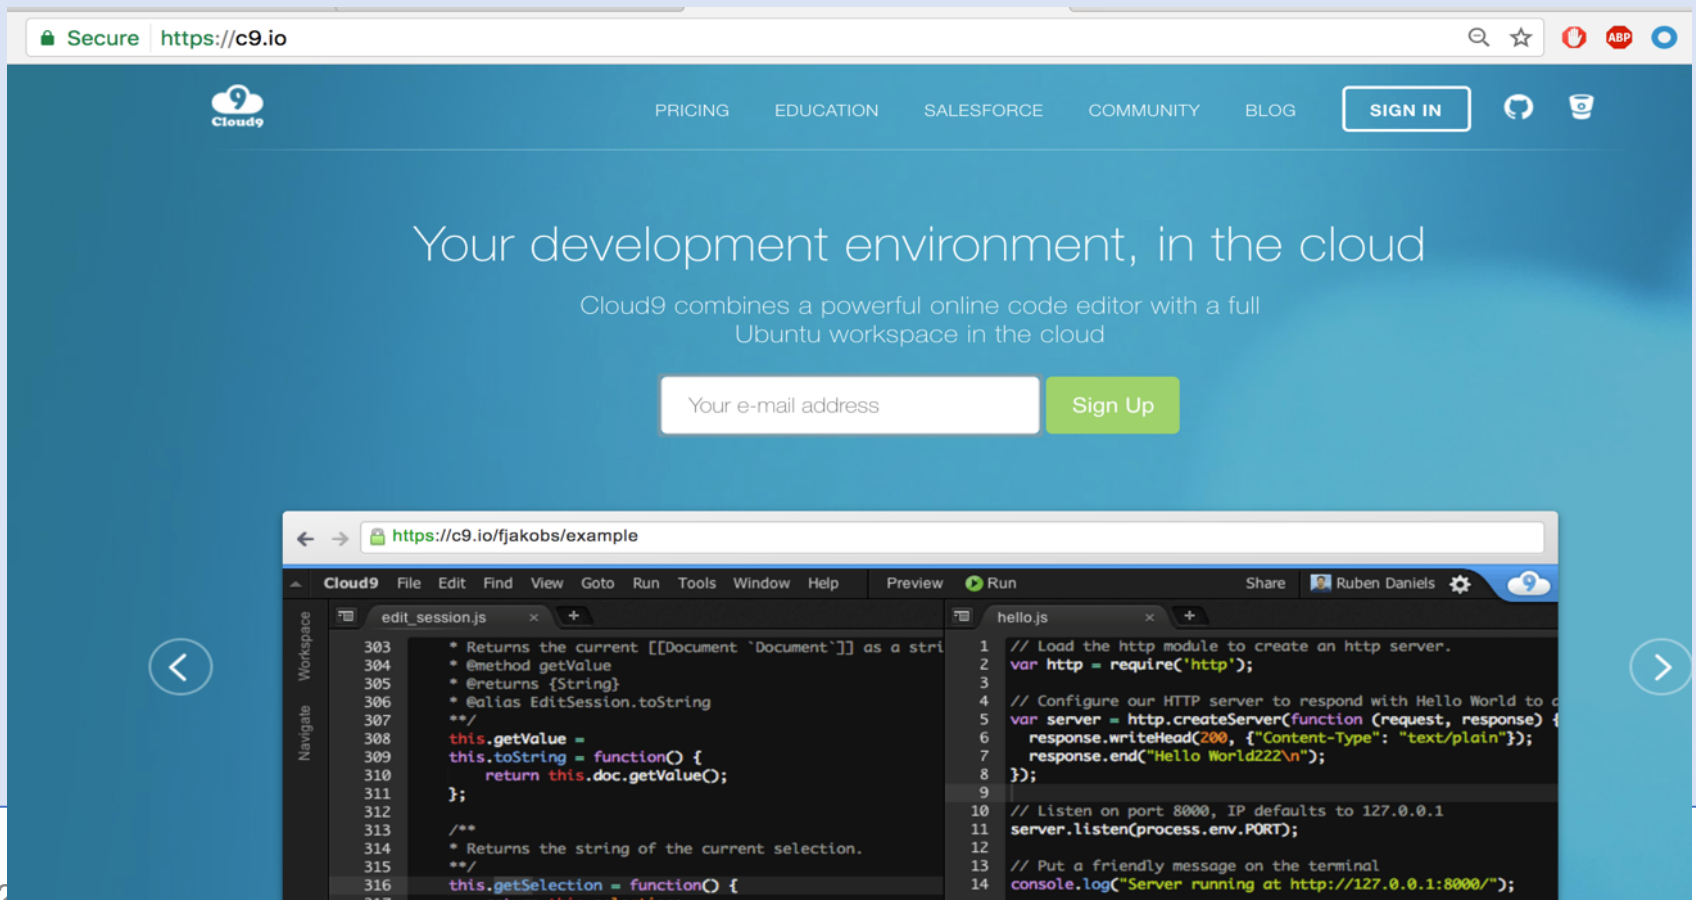 Secure https://c9.io
ABP
9
Cloud9
PRICING EDUCATION SALESFORCE COMMUNITY BLOG SIGN IN
Your development environment, in the cloud
Cloud9 combines a powerful online code editor with a full
Ubuntu workspace in the cloud
Your e-mail address Sign Up
https://c9.io/fjakobs/example
Cloud9 File Edit Find View Goto Run Tools Window Help Preview Run Share Ruben Daniels 9
Workspace
Navigate
edit_session.js × +
303 * Returns the current [[Document `Document`]] as a stri
304 * @method getValue
305 * @returns {String}
306 * @alias EditSession.toString
307 **/
308 this.getValue =
309 this.toString = function() {
310 return this.doc.getValue();
311 };
312
313 /**
314 * Returns the string of the current selection.
315 **/
316 this.getSelection = function() {
hello.js × +
1 // Load the http module to create an http server.
2 var http = require('http');
3
4 // Configure our HTTP server to respond with Hello World to
5 var server = http.createServer(function (request, response) {
6 response.writeHead(200, {"Content-Type": "text/plain"});
7 response.end("Hello World222\n");
8 });
9
10 // Listen on port 8000, IP defaults to 127.0.0.1
11 server.listen(process.env.PORT);
12
13 // Put a friendly message on the terminal
14 console.log("Server running at http://127.0.0.1:8000/");